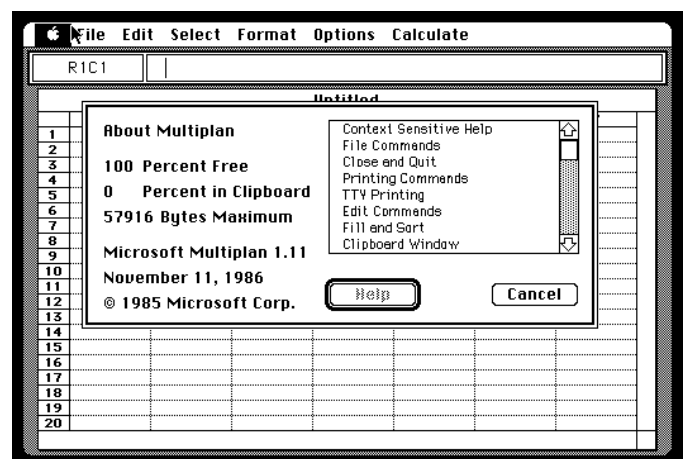 File Edit Select Format Options Calculate
R1C1
Untitled
About Multiplan
100 Percent Free
0 Percent in Clipboard
57916 Bytes Maximum
Microsoft Multiplan 1.11
November 11, 1986
© 1985 Microsoft Corp.
Context Sensitive Help
File Commands
Close and Quit
Printing Commands
TTY Printing
Edit Commands
Fill and Sort
Clipboard Window
Help
Cancel
1
2
3
4
5
6
7
8
9
10
11
12
13
14
15
16
17
18
19
20